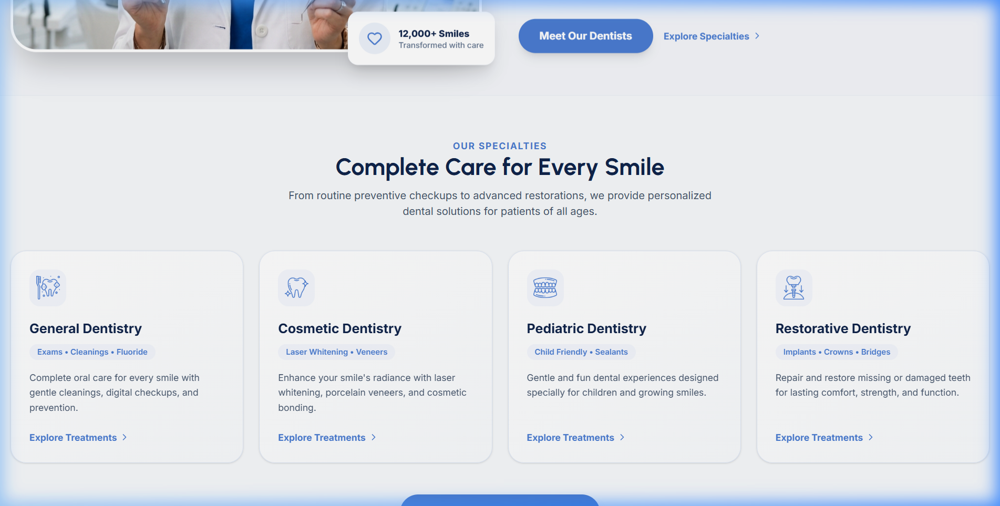 12,000+ Smiles
Transformed with care
Meet Our Dentists
Explore Specialties
OUR SPECIALTIES
Complete Care for Every Smile
From routine preventive checkups to advanced restorations, we provide personalized
dental solutions for patients of all ages.
General Dentistry
Exams • Cleanings • Fluoride
Complete oral care for every smile with
gentle cleanings, digital checkups, and
prevention.
Explore Treatments
Cosmetic Dentistry
Laser Whitening • Veneers
Enhance your smile's radiance with laser
whitening, porcelain veneers, and cosmetic
bonding.
Explore Treatments
Pediatric Dentistry
Child Friendly • Sealants
Gentle and fun dental experiences designed
specially for children and growing smiles.
Explore Treatments
Restorative Dentistry
Implants • Crowns • Bridges
Repair and restore missing or damaged teeth
for lasting comfort, strength, and function.
Explore Treatments